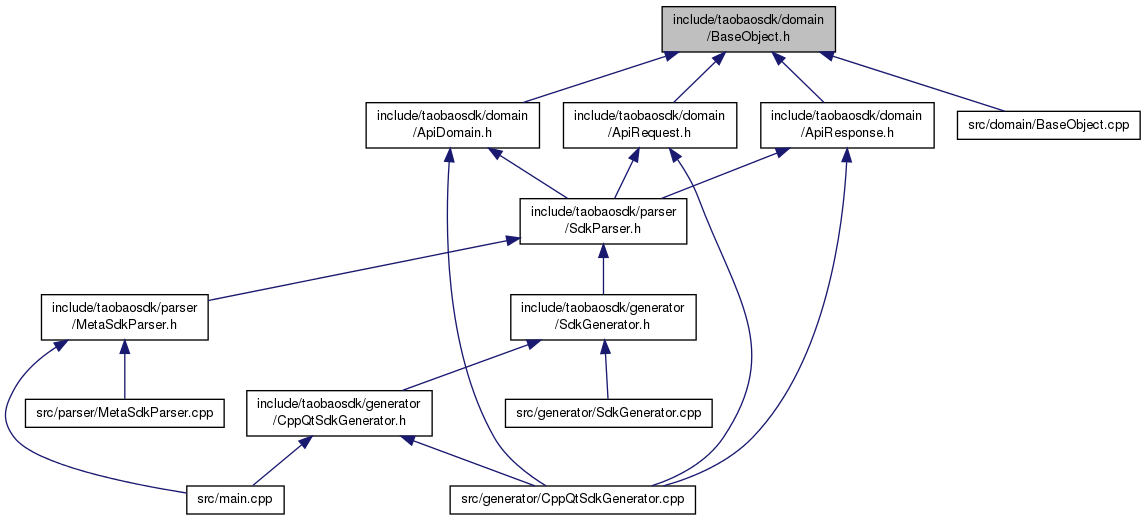 include/taobaosdk/domain
/BaseObject.h
include/taobaosdk/domain
/ApiDomain.h
include/taobaosdk/domain
/ApiRequest.h
include/taobaosdk/domain
/ApiResponse.h
src/domain/BaseObject.cpp
include/taobaosdk/parser
/SdkParser.h
include/taobaosdk/parser
/MetaSdkParser.h
include/taobaosdk/generator
/SdkGenerator.h
src/parser/MetaSdkParser.cpp
include/taobaosdk/generator
/CppQtSdkGenerator.h
src/generator/SdkGenerator.cpp
src/main.cpp
src/generator/CppQtSdkGenerator.cpp